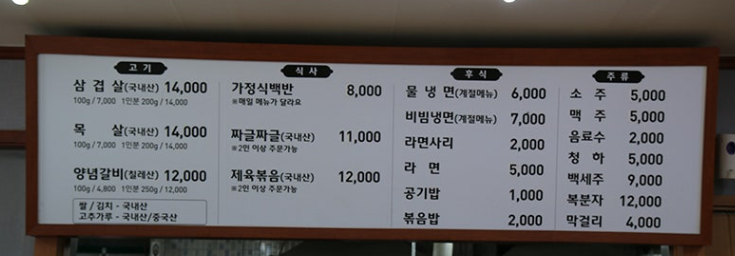 고기
삼겹살(국내산) 14,000
100g / 7,000 1인분 200g / 14,000
목 살(국내산) 14,000
100g / 7,000 1인분 200g / 14,000
양념갈비(칠레산) 12,000
100g / 4,800 1인분 250g / 12,000
쌀 / 김치 - 국내산
고추가루 - 국내산/중국산
식사
가정식백반 8,000
※매일 메뉴가 달라요
짜글짜글(국내산) 11,000
※2인 이상 주문가능
제육볶음(국내산) 12,000
※2인 이상 주문가능
후식
물냉면(계절메뉴) 6,000
비빔냉면(계절메뉴) 7,000
라면사리 2,000
라면 5,000
공기밥 1,000
볶음밥 2,000
주류
소주 5,000
맥주 5,000
음료수 2,000
청하 5,000
백세주 9,000
복분자 12,000
막걸리 4,000